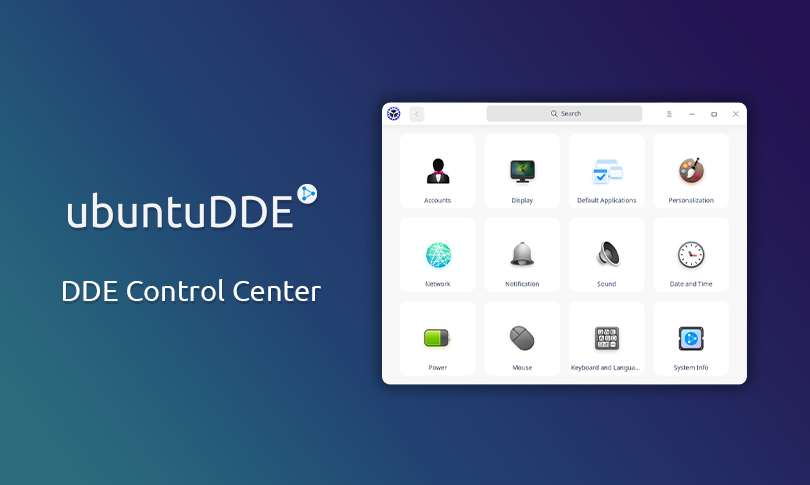 ubuntuDDE
DDE Control Center
Search
Accounts
Display
Default Applications
Personalization
Network
Notification
Sound
Date and Time
Power
Mouse
Keyboard and Langua...
System Info